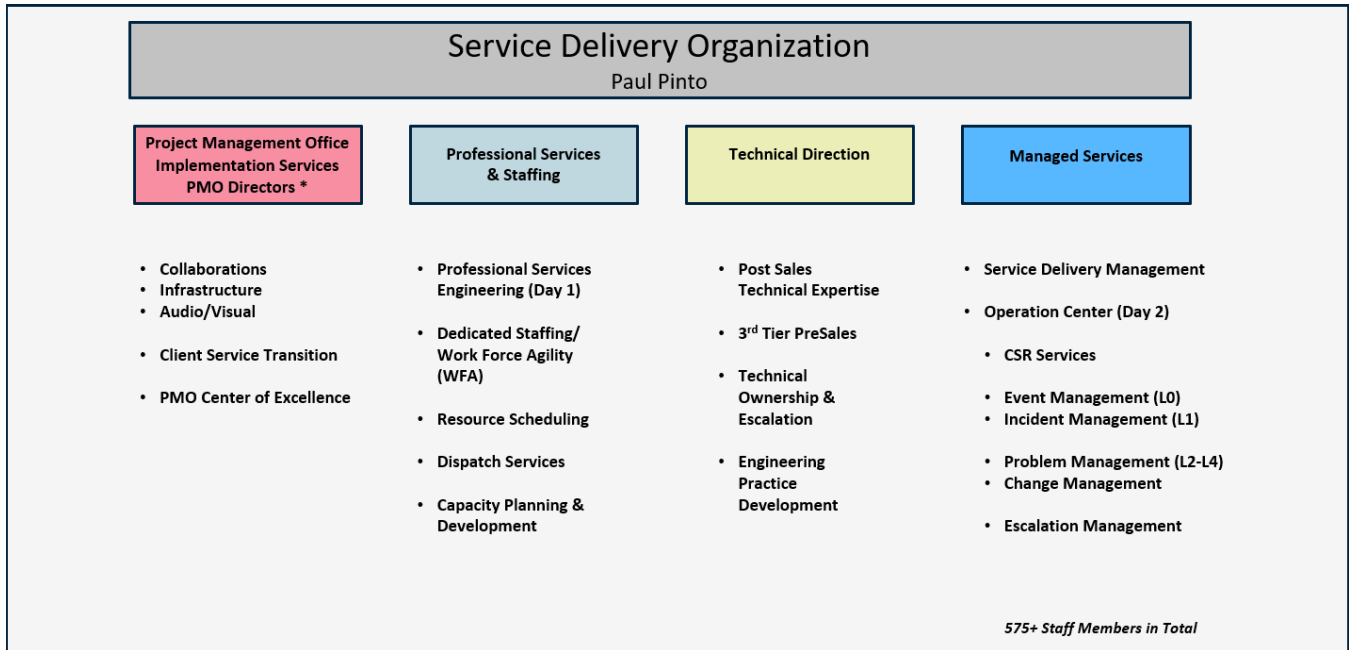 Service Delivery Organization
Paul Pinto
Project Management Office
Implementation Services
PMO Directors *
Professional Services
& Staffing
Technical Direction
Managed Services
• Collaborations
• Infrastructure
• Audio/Visual
• Client Service Transition
• PMO Center of Excellence
• Professional Services
Engineering (Day 1)
• Dedicated Staffing/
Work Force Agility
(WFA)
• Resource Scheduling
• Dispatch Services
• Capacity Planning &
Development
• Post Sales
Technical Expertise
• 3rd Tier PreSales
• Technical
Ownership &
Escalation
• Engineering
Practice
Development
• Service Delivery Management
• Operation Center (Day 2)
• CSR Services
• Event Management (L0)
• Incident Management (L1)
• Problem Management (L2-L4)
• Change Management
• Escalation Management
575+ Staff Members in Total